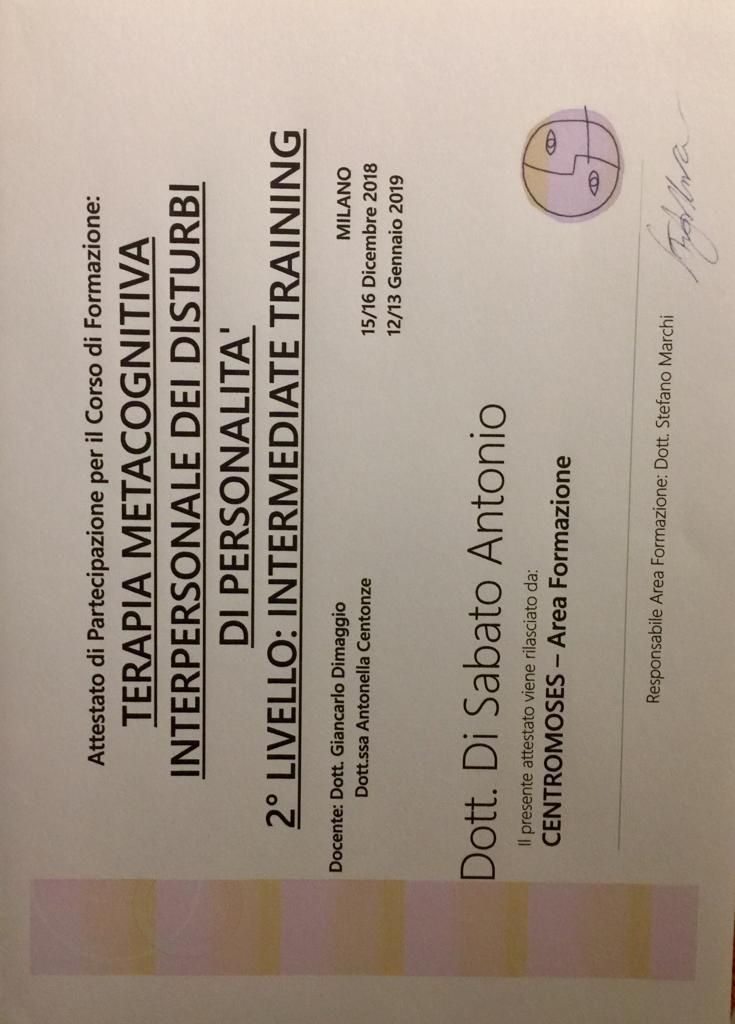 Attestato di Partecipazione per il Corso di Formazione:
TERAPIA METACOGNITIVA
INTERPERSONALE DEI DISTURBI
DI PERSONALITA'
2° LIVELLO: INTERMEDIATE TRAINING
Docente: Dott. Giancarlo Dimaggio
Dott.ssa Antonella Centonze
MILANO
15/16 Dicembre 2018
12/13 Gennaio 2019
Dott. Di Sabato Antonio
Il presente attestato viene rilasciato da:
CENTROMOSES – Area Formazione
Responsabile Area Formazione: Dott. Stefano Marchi